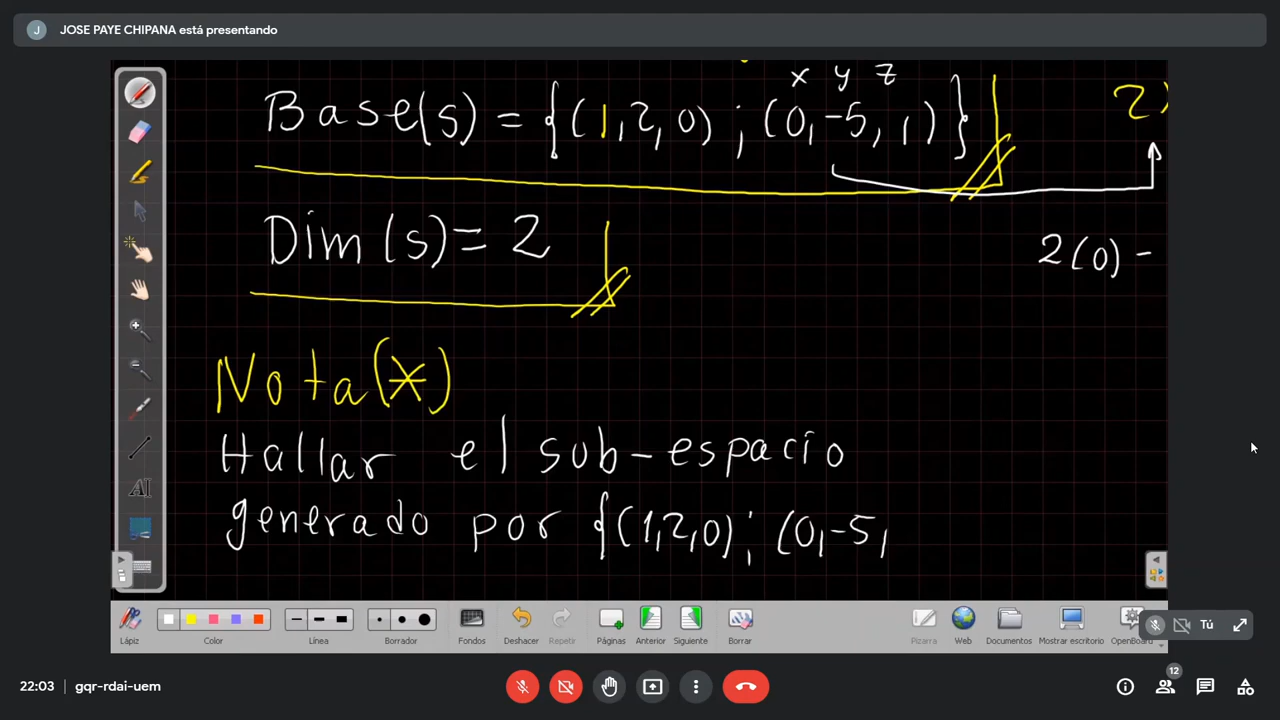 J JOSE PAYE CHIPANA está presentando
x y z
Base(s) = {(1,2,0) ; (0,-5,1)}
Dim(s) = 2
2(0) -
Nota(*)
Hallar el sub-espacio
generado por {(1,2,0); (0,-5,
Lápiz Color Línea Borrador Fondos Deshacer Repetir Páginas Anterior Siguiente Borrar Pizarra Web Documentos Mostrar escritorio OpenBoard
Tú
22:03 | gqr-rdai-uem
12